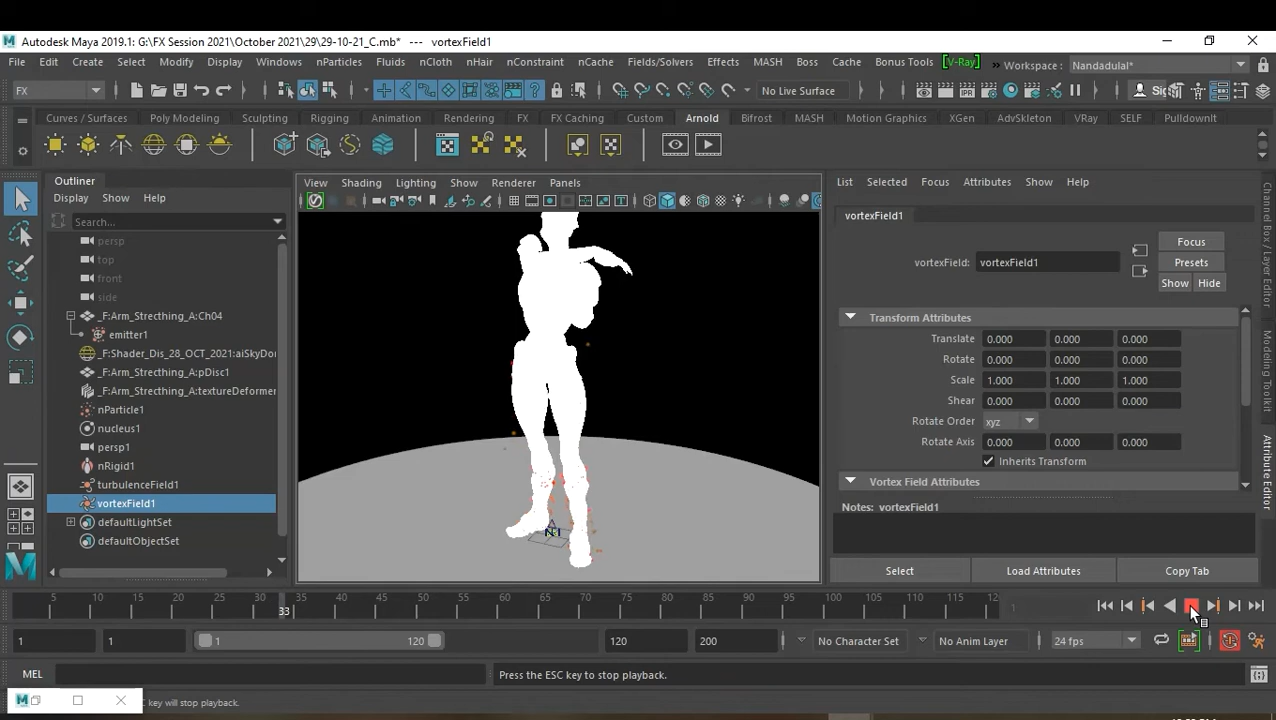 Autodesk Maya 2019.1: G:\FX Session 2021\October 2021\29\29-10-21_C.mb* --- vortexField1
File Edit Create Select Modify Display Windows nParticles Fluids nCloth nHair nConstraint nCache Fields/Solvers Effects MASH Boss Cache Bonus Tools [V-Ray] » Workspace : Nandadulal*
FX No Live Surface
Curves / Surfaces Poly Modeling Sculpting Rigging Animation Rendering FX FX Caching Custom Arnold Bifrost MASH Motion Graphics XGen AdvSkeleton VRay SELF PulldownIt
Outliner
Display Show Help
Search...
persp
top
front
side
_F:Arm_Strecthing_A:Ch04
emitter1
_F:Shader_Dis_28_OCT_2021:aiSkyDo
_F:Arm_Strecthing_A:pDisc1
_F:Arm_Strecthing_A:textureDeformer
nParticle1
nucleus1
persp1
nRigid1
turbulenceField1
vortexField1
defaultLightSet
defaultObjectSet
View Shading Lighting Show Renderer Panels
List Selected Focus Attributes Show Help
vortexField1
vortexField: vortexField1
Focus
Presets
Show Hide
Transform Attributes
Translate 0.000 0.000 0.000
Rotate 0.000 0.000 0.000
Scale 1.000 1.000 1.000
Shear 0.000 0.000 0.000
Rotate Order xyz
Rotate Axis 0.000 0.000 0.000
Inherits Transform
Vortex Field Attributes
Notes: vortexField1
Select Load Attributes Copy Tab
Channel Box / Layer Editor
Modeling Toolkit
Attribute Editor
5 10 15 20 25 30 35 40 45 50 55 60 65 70 75 80 85 90 95 100 105 110 115 120
33
1
1 1 1 120 120 200 No Character Set No Anim Layer 24 fps
MEL Press the ESC key to stop playback.
key will stop playback.